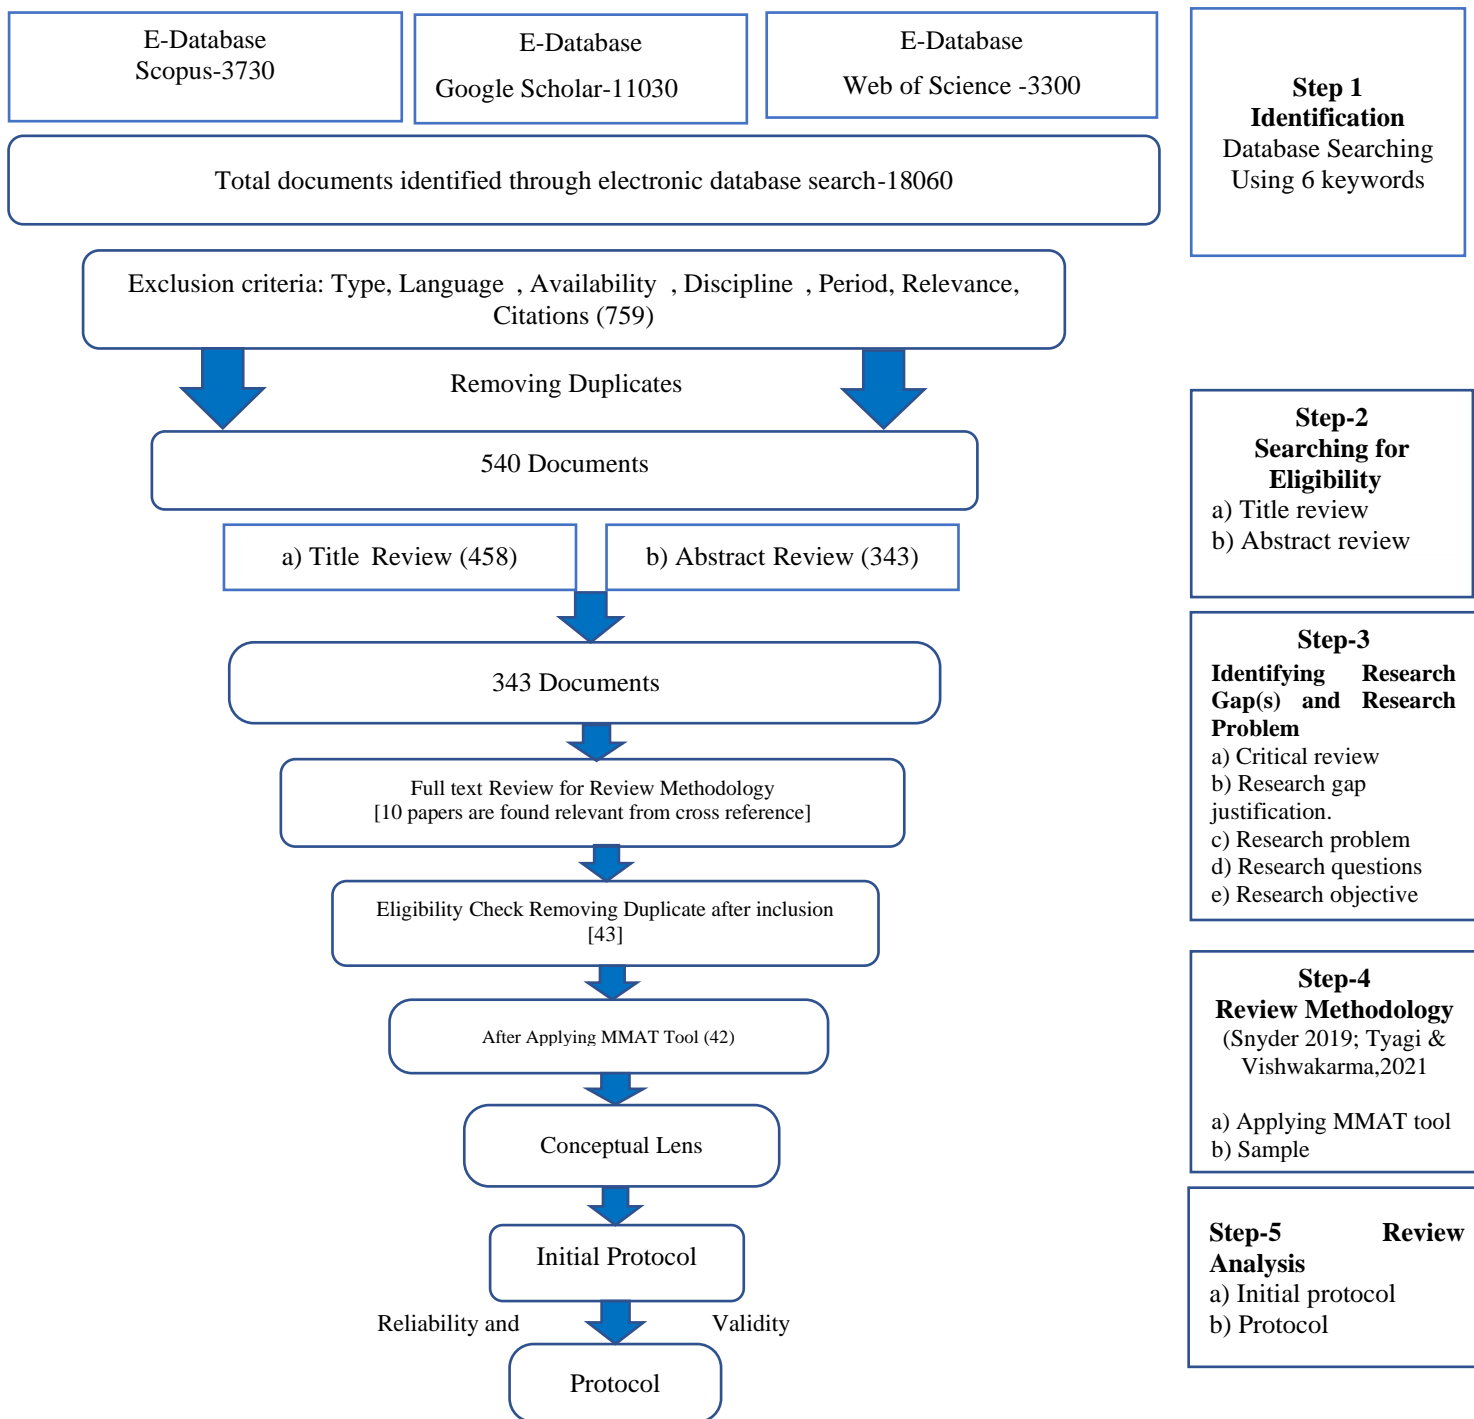 E-Database
Scopus-3730
E-Database
Google Scholar-11030
E-Database
Web of Science -3300
Total documents identified through electronic database search-18060
Exclusion criteria: Type, Language , Availability , Discipline , Period, Relevance,
Citations (759)
Removing Duplicates
540 Documents
a) Title Review (458)
b) Abstract Review (343)
343 Documents
Full text Review for Review Methodology
[10 papers are found relevant from cross reference]
Eligibility Check Removing Duplicate after inclusion
[43]
After Applying MMAT Tool (42)
Conceptual Lens
Initial Protocol
Reliability and Validity
Protocol
Step 1
Identification
Database Searching
Using 6 keywords
Step-2
Searching for
Eligibility
a) Title review
b) Abstract review
Step-3
Identifying Research
Gap(s) and Research
Problem
a) Critical review
b) Research gap
justification.
c) Research problem
d) Research questions
e) Research objective
Step-4
Review Methodology
(Snyder 2019; Tyagi &
Vishwakarma,2021
a) Applying MMAT tool
b) Sample
Step-5 Review
Analysis
a) Initial protocol
b) Protocol